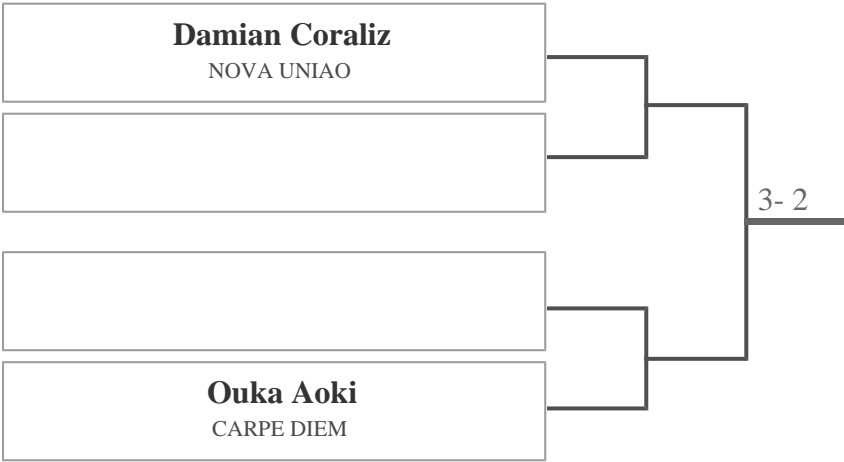 Damian Coraliz
NOVA UNIAO
3- 2
Ouka Aoki
CARPE DIEM